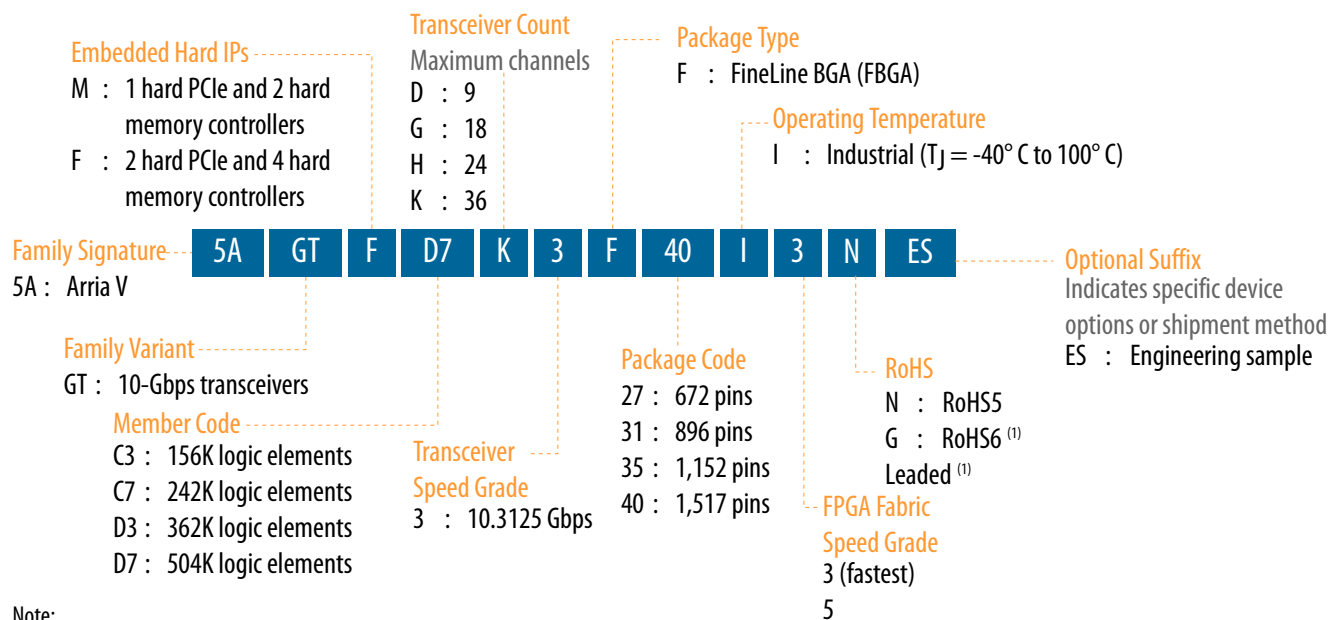 Embedded Hard IPs
M : 1 hard PCIe and 2 hard
memory controllers
F : 2 hard PCIe and 4 hard
memory controllers
Transceiver Count
Maximum channels
D : 9
G : 18
H : 24
K : 36
Package Type
F : FineLine BGA (FBGA)
Operating Temperature
I : Industrial (TJ = -40° C to 100° C)
Family Signature
5A : Arria V
5A GT F D7 K 3 F 40 I 3 N ES
Optional Suffix
Indicates specific device
options or shipment method
ES : Engineering sample
Family Variant
GT : 10-Gbps transceivers
Member Code
C3 : 156K logic elements
C7 : 242K logic elements
D3 : 362K logic elements
D7 : 504K logic elements
Transceiver
Speed Grade
3 : 10.3125 Gbps
Package Code
27 : 672 pins
31 : 896 pins
35 : 1,152 pins
40 : 1,517 pins
RoHS
N : RoHS5
G : RoHS6 (1)
Leaded (1)
FPGA Fabric
Speed Grade
3 (fastest)
5
Note: